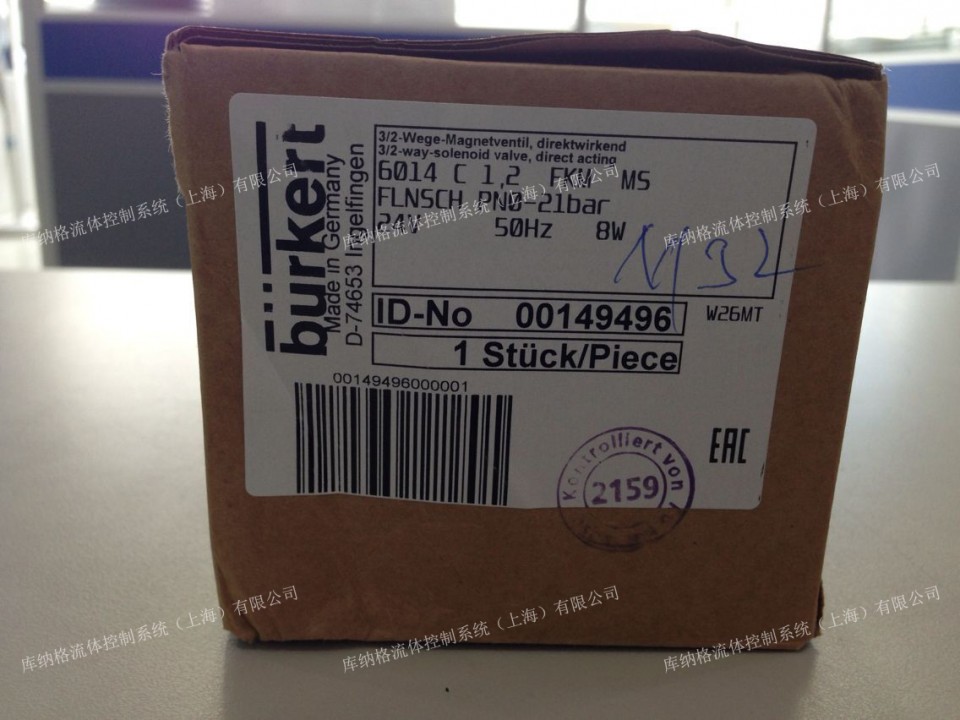 bürkert
Made in Germany
D-74653 Ingelfingen
3/2-Wege-Magnetventil, direktwirkend
3/2-way-solenoid valve, direct acting
6014 C 1,2 FKM MS
FLNSCH PN0-21bar
24V 50Hz 8W
ID-No 00149496
W26MT
1 Stück/Piece
00149496000001
EAC
Kontrolliert von
2159
库纳格流体控制系统（上海）有限公司
库纳格流体控制系统（上海）有限公司
库纳格流体控制系统（上海）有限公司
库纳格流体控制系统（上海）有限公司
库纳格流体控制系统（上海）有限公司
库纳格流体控制系统（上海）有限公司